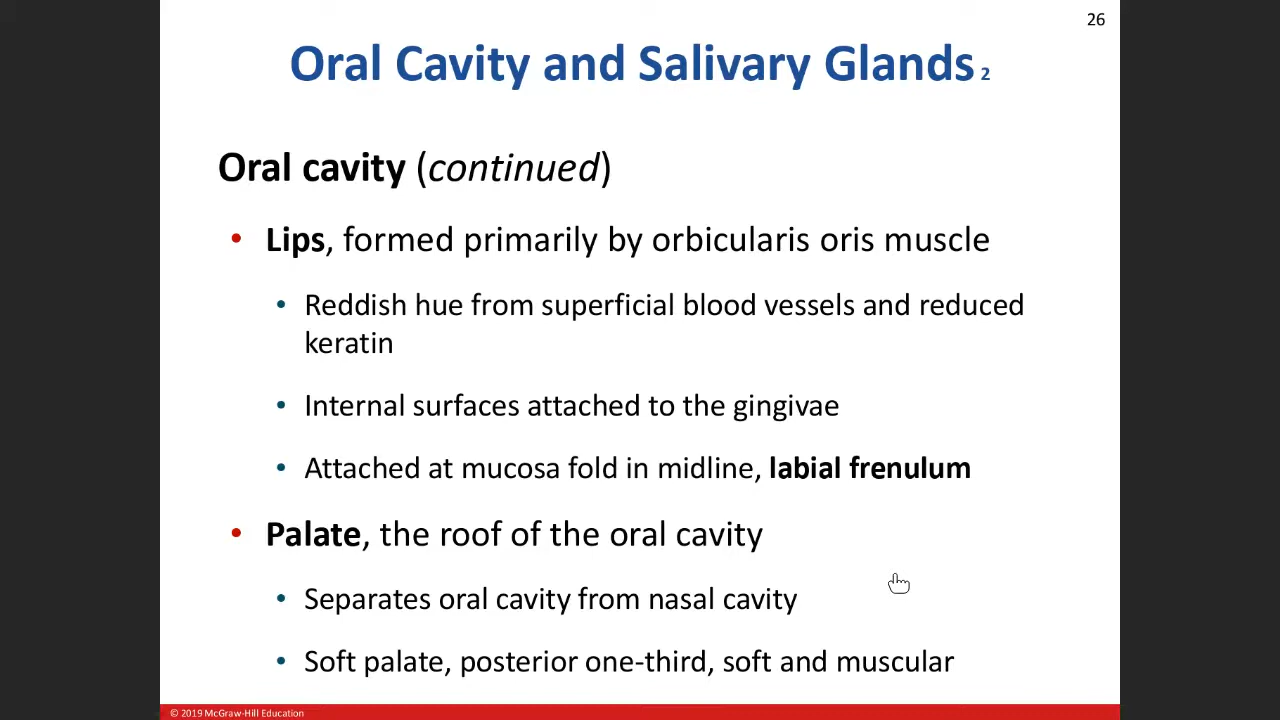 26
Oral Cavity and Salivary Glands 2
Oral cavity (continued)
• Lips, formed primarily by orbicularis oris muscle
• Reddish hue from superficial blood vessels and reduced
keratin
• Internal surfaces attached to the gingivae
• Attached at mucosa fold in midline, labial frenulum
• Palate, the roof of the oral cavity
• Separates oral cavity from nasal cavity
• Soft palate, posterior one-third, soft and muscular
© 2019 McGraw-Hill Education